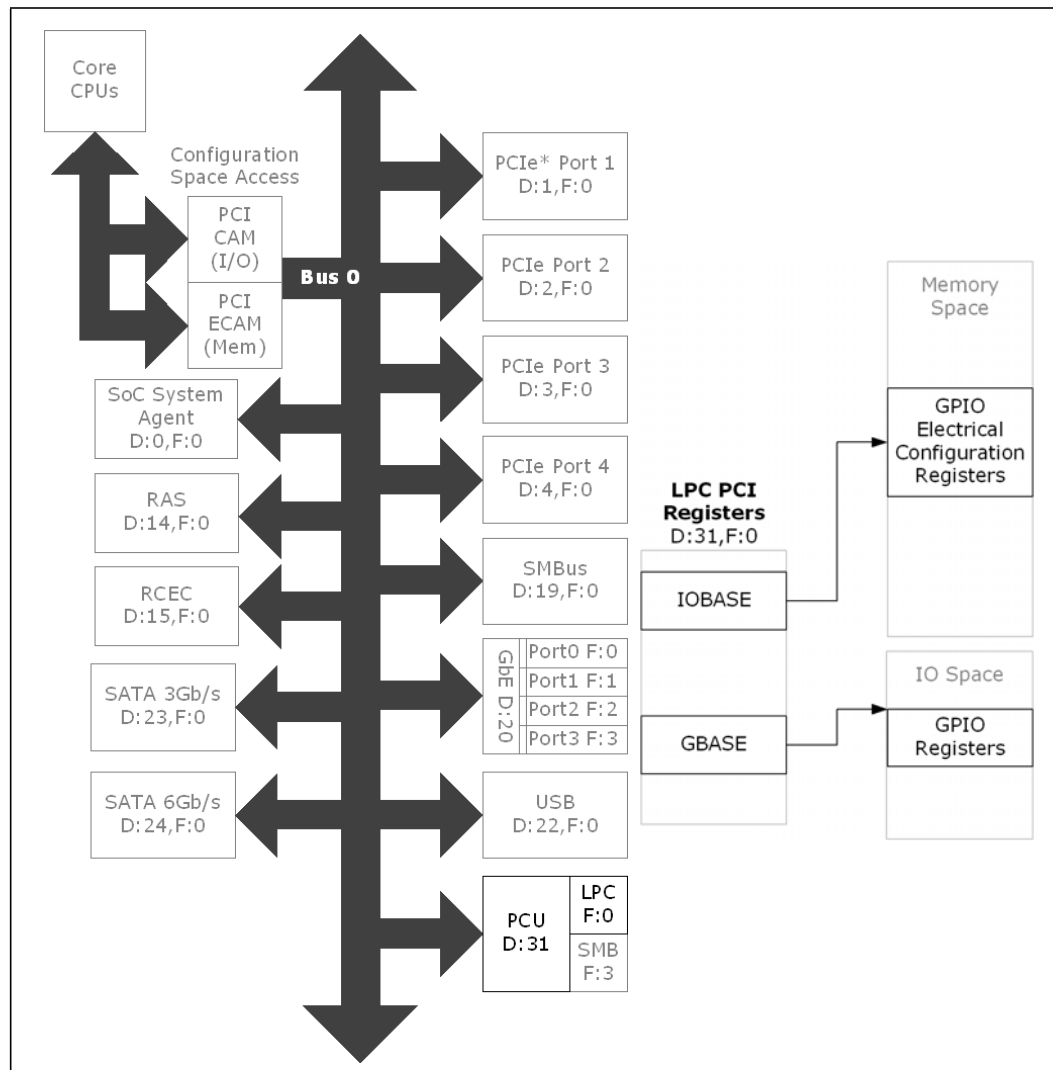 Core
CPUs
Configuration
Space Access
PCI
CAM
(I/O)
PCI
ECAM
(Mem)
Bus 0
SoC System
Agent
D:0,F:0
RAS
D:14,F:0
RCEC
D:15,F:0
SATA 3Gb/s
D:23,F:0
SATA 6Gb/s
D:24,F:0
PCIe* Port 1
D:1,F:0
PCIe Port 2
D:2,F:0
PCIe Port 3
D:3,F:0
PCIe Port 4
D:4,F:0
SMBus
D:19,F:0
GbE D:20
Port0 F:0
Port1 F:1
Port2 F:2
Port3 F:3
USB
D:22,F:0
PCU
D:31
LPC
F:0
SMB
F:3
LPC PCI
Registers
D:31,F:0
IOBASE
GBASE
Memory
Space
GPIO
Electrical
Configuration
Registers
IO Space
GPIO
Registers